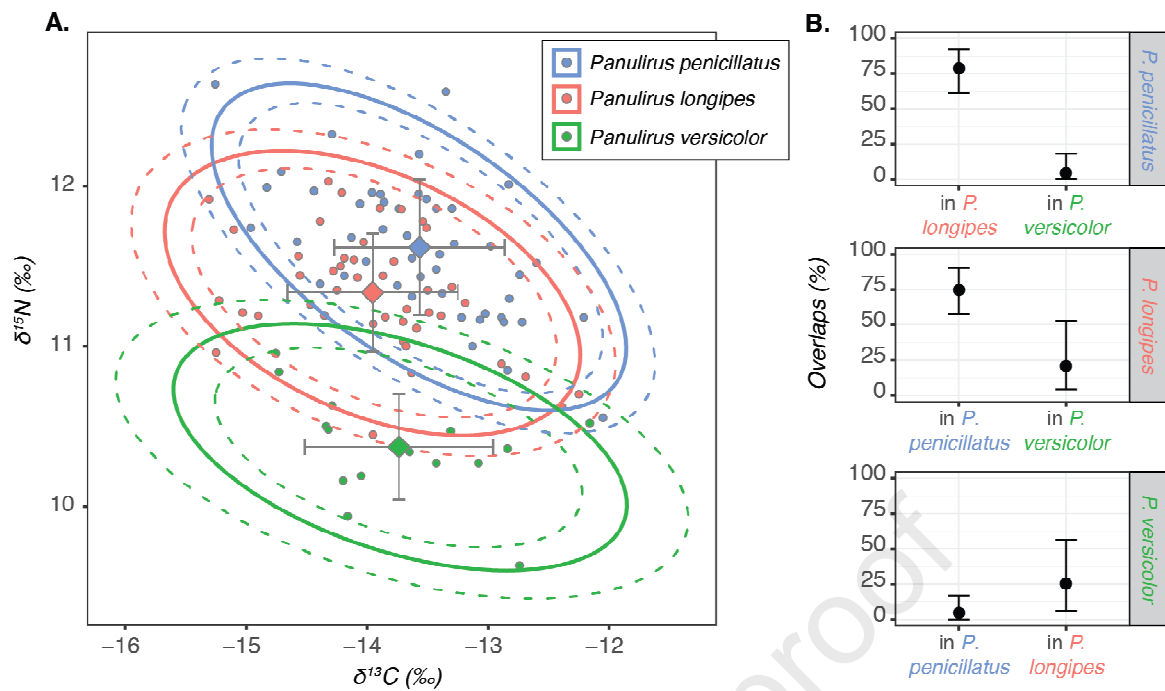 A.
Panulirus penicillatus
Panulirus longipes
Panulirus versicolor
12
11
10
δ¹⁵N (‰)
−16
−15
−14
−13
−12
δ¹³C (‰)
B.
Overlaps (%)
100
75
50
25
0
in P. longipes
in P. versicolor
P. penicillatus
100
75
50
25
0
in P. penicillatus
in P. versicolor
P. longipes
100
75
50
25
0
in P. penicillatus
in P. longipes
P. versicolor
proof